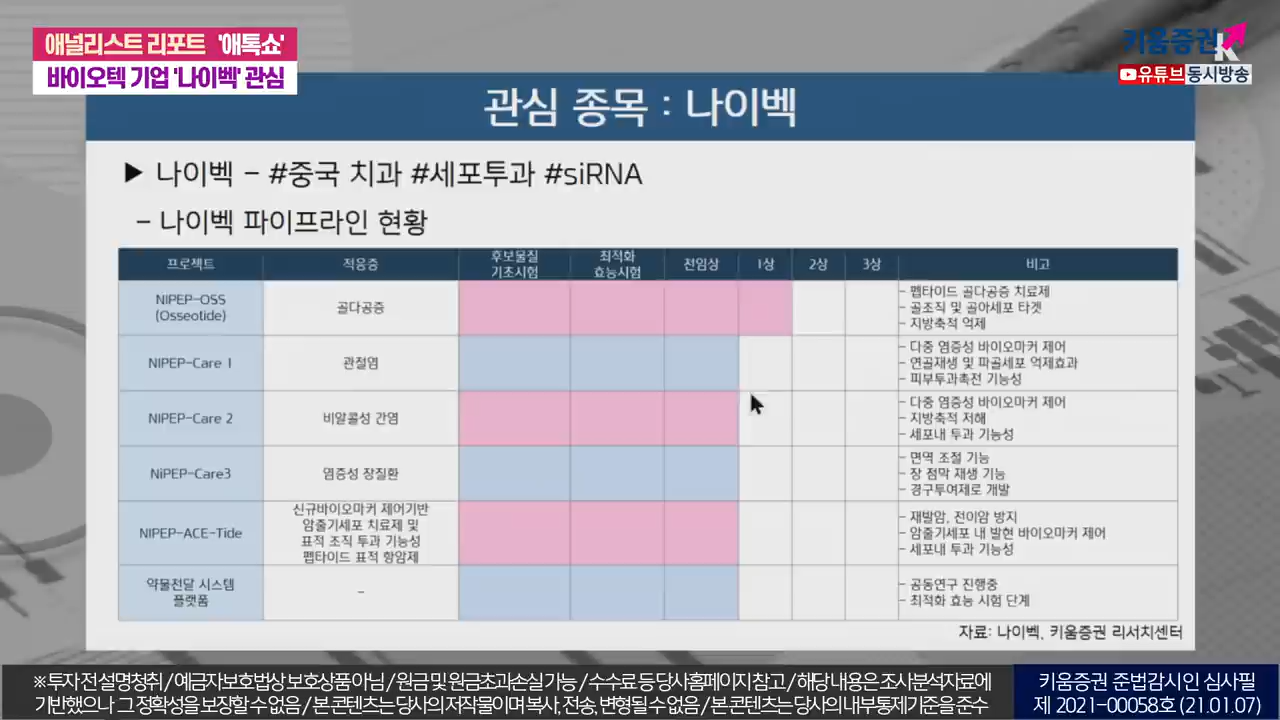 애널리스트 리포트 '애톡쇼'
바이오텍 기업 '나이벡' 관심
키움증권
유튜브동시방송
관심 종목 : 나이벡
▶ 나이벡 - #중국 치과 #세포투과 #siRNA
- 나이벡 파이프라인 현황
프로젝트 적응증 후보물질 기초시험 최적화 효능시험 전임상 1상 2상 3상 비고
NIPEP-OSS
(Osseotide)
골다공증
- 펩타이드 골다공증 치료제
- 골조직 및 골아세포 타겟
- 지방축적 억제
NIPEP-Care 1
관절염
- 다중 염증성 바이오마커 제어
- 연골재생 및 파골세포 억제효과
- 피부투과촉전 기능성
NIPEP-Care 2
비알콜성 간염
- 다중 염증성 바이오마커 제어
- 지방축적 저해
- 세포내 투과 기능성
NiPEP-Care3
염증성 장질환
- 면역 조절 기능
- 장 점막 재생 기능
- 경구투여제로 개발
NIPEP-ACE-Tide
신규바이오마커 제어기반
암줄기세포 치료제 및
표적 조직 투과 기능성
펩타이드 표적 항암제
- 재발암, 전이암 방지
- 암줄기세포 내 발현 바이오마커 제어
- 세포내 투과 기능성
약물전달 시스템
플랫폼
-
- 공동연구 진행중
- 최적화 효능 시험 단계
자료: 나이벡, 키움증권 리서치센터
※ 투자 전 설명청취 / 예금자보호법상 보호상품 아님 / 원금 및 원금초과손실 가능 / 수수료 등 당사홈페이지 참고 / 해당 내용은 조사분석자료에
기반했으나 그 정확성을 보장할 수 없음 / 본 콘텐츠는 당사의 저작물이며 복사, 전송, 변형될 수 없음 / 본 콘텐츠는 당사의 내부통제기준을 준수
키움증권 준법감시인 심사필
제 2021-00058호 (21.01.07)